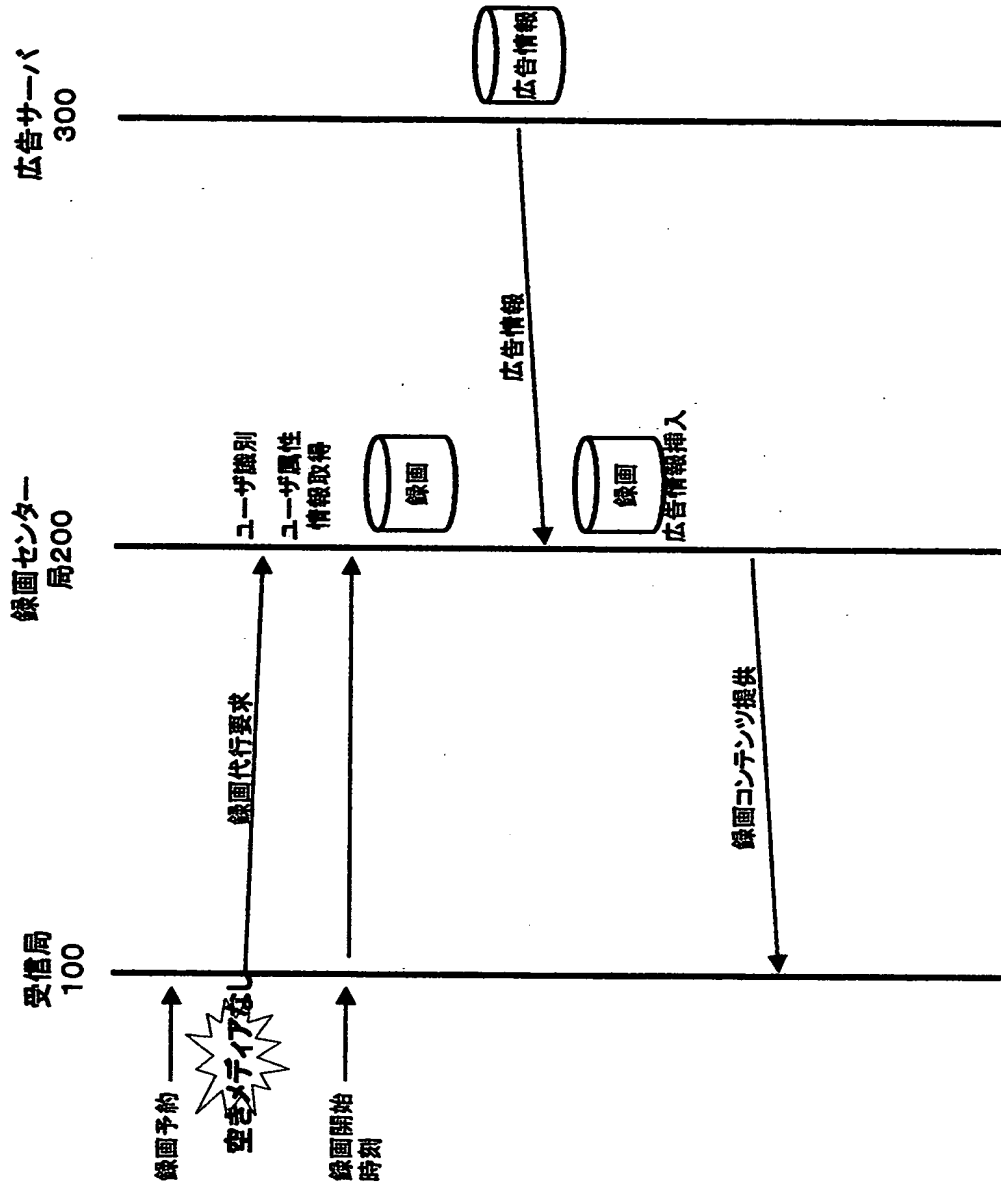 受信局
100
録画センター
局200
広告サーバ
300
録画予約
空きメディアなし
録画代行要求
ユーザ識別
ユーザ属性
情報取得
録画開始
時刻
録画
広告情報
広告情報
録画
広告情報挿入
録画コンテンツ提供